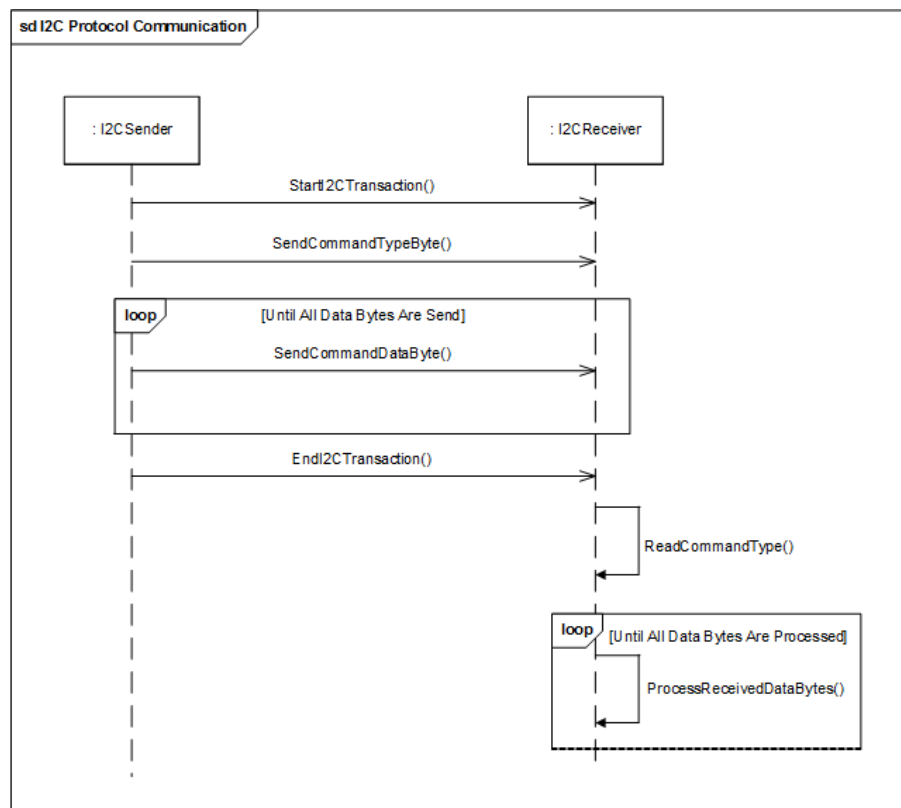 sd I2C Protocol Communication
: I2CSender
: I2CReceiver
StartI2CTransaction()
SendCommandTypeByte()
loop
[Until All Data Bytes Are Send]
SendCommandDataByte()
EndI2CTransaction()
ReadCommandType()
loop
[Until All Data Bytes Are Processed]
ProcessReceivedDataBytes()